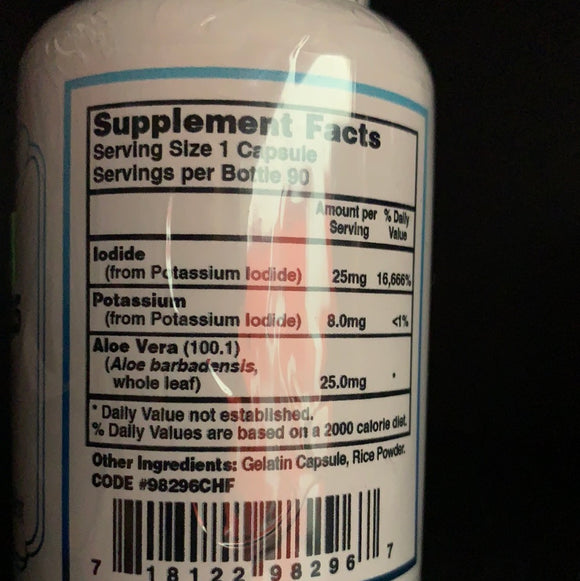 Supplement Facts
Serving Size 1 Capsule
Servings per Bottle 90
Amount per % Daily
Serving Value
Iodide
(from Potassium Iodide) 25mg 16,666%
Potassium
(from Potassium Iodide) 8.0mg <1%
Aloe Vera (100.1)
(Aloe barbadensis,
whole leaf) 25.0mg *
* Daily Value not established.
% Daily Values are based on a 2000 calorie diet.
Other Ingredients: Gelatin Capsule, Rice Powder.
CODE #98296CHF
7 18122 98296 7